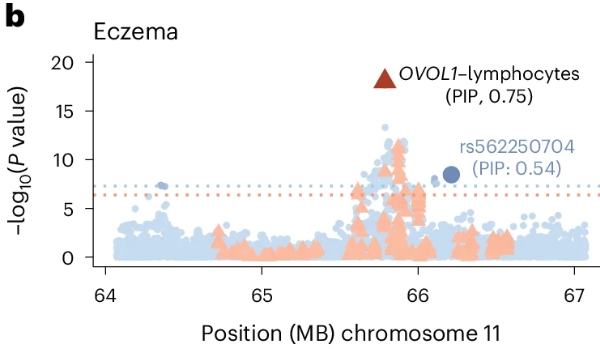 b
Eczema
20
15
10
5
0
–log10(P value)
OVOL1–lymphocytes
(PIP, 0.75)
rs562250704
(PIP: 0.54)
64
65
66
67
Position (MB) chromosome 11